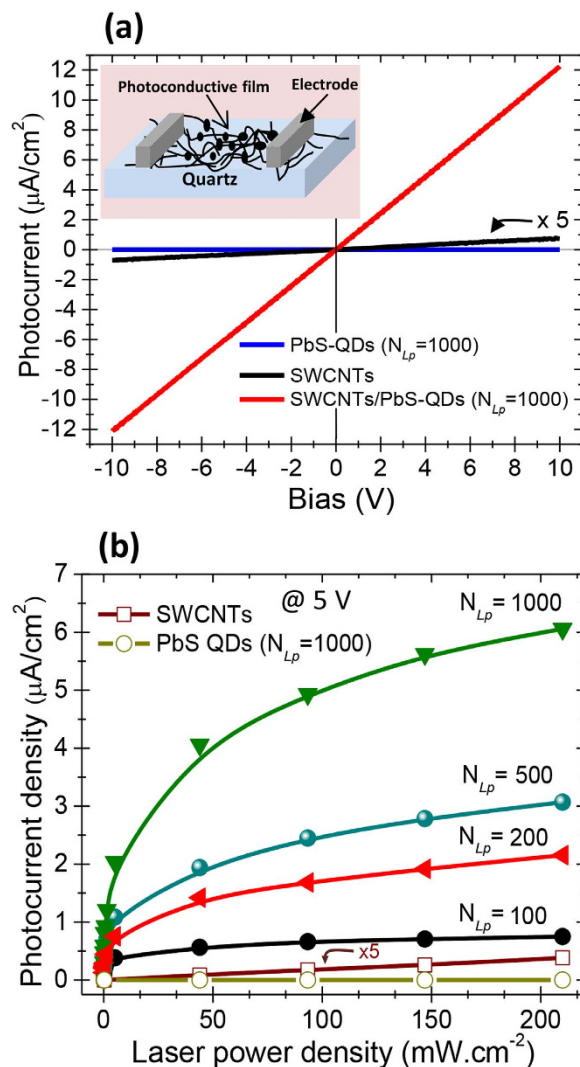 (a)
Photocurrent (µA/cm²)
12
10
8
6
4
2
0
-2
-4
-6
-8
-10
-12
Photoconductive film
Electrode
Quartz
x 5
PbS-QDs (N_Lp=1000)
SWCNTs
SWCNTs/PbS-QDs (N_Lp=1000)
-10 -8 -6 -4 -2 0 2 4 6 8 10
Bias (V)
(b)
Photocurrent density (µA/cm²)
7
6
5
4
3
2
1
0
@ 5 V
SWCNTs
PbS QDs (N_Lp=1000)
N_Lp = 1000
N_Lp = 500
N_Lp = 200
N_Lp = 100
x5
0 50 100 150 200
Laser power density (mW.cm⁻²)